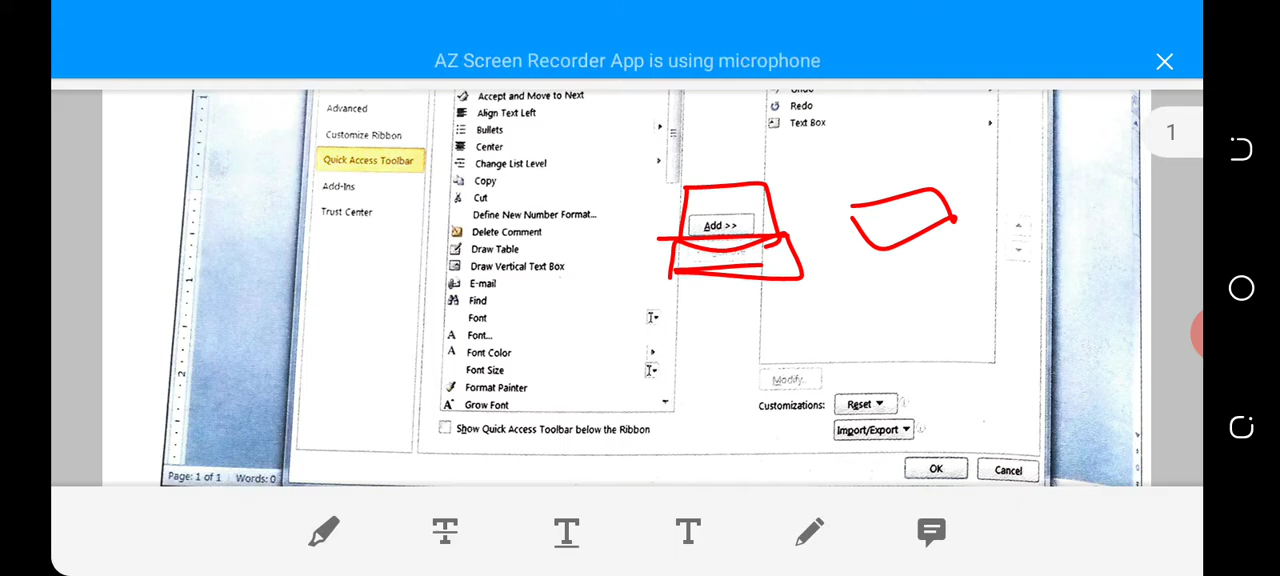 AZ Screen Recorder App is using microphone
1
Advanced
Customize Ribbon
Quick Access Toolbar
Add-Ins
Trust Center
Accept and Move to Next
Align Text Left
Bullets
Center
Change List Level
Copy
Cut
Define New Number Format...
Delete Comment
Draw Table
Draw Vertical Text Box
E-mail
Find
Font
Font...
Font Color
Font Size
Format Painter
Grow Font
Show Quick Access Toolbar below the Ribbon
Add >>
Redo
Text Box
Modify...
Customizations: Reset
Import/Export
OK Cancel
Page: 1 of 1 Words: 0